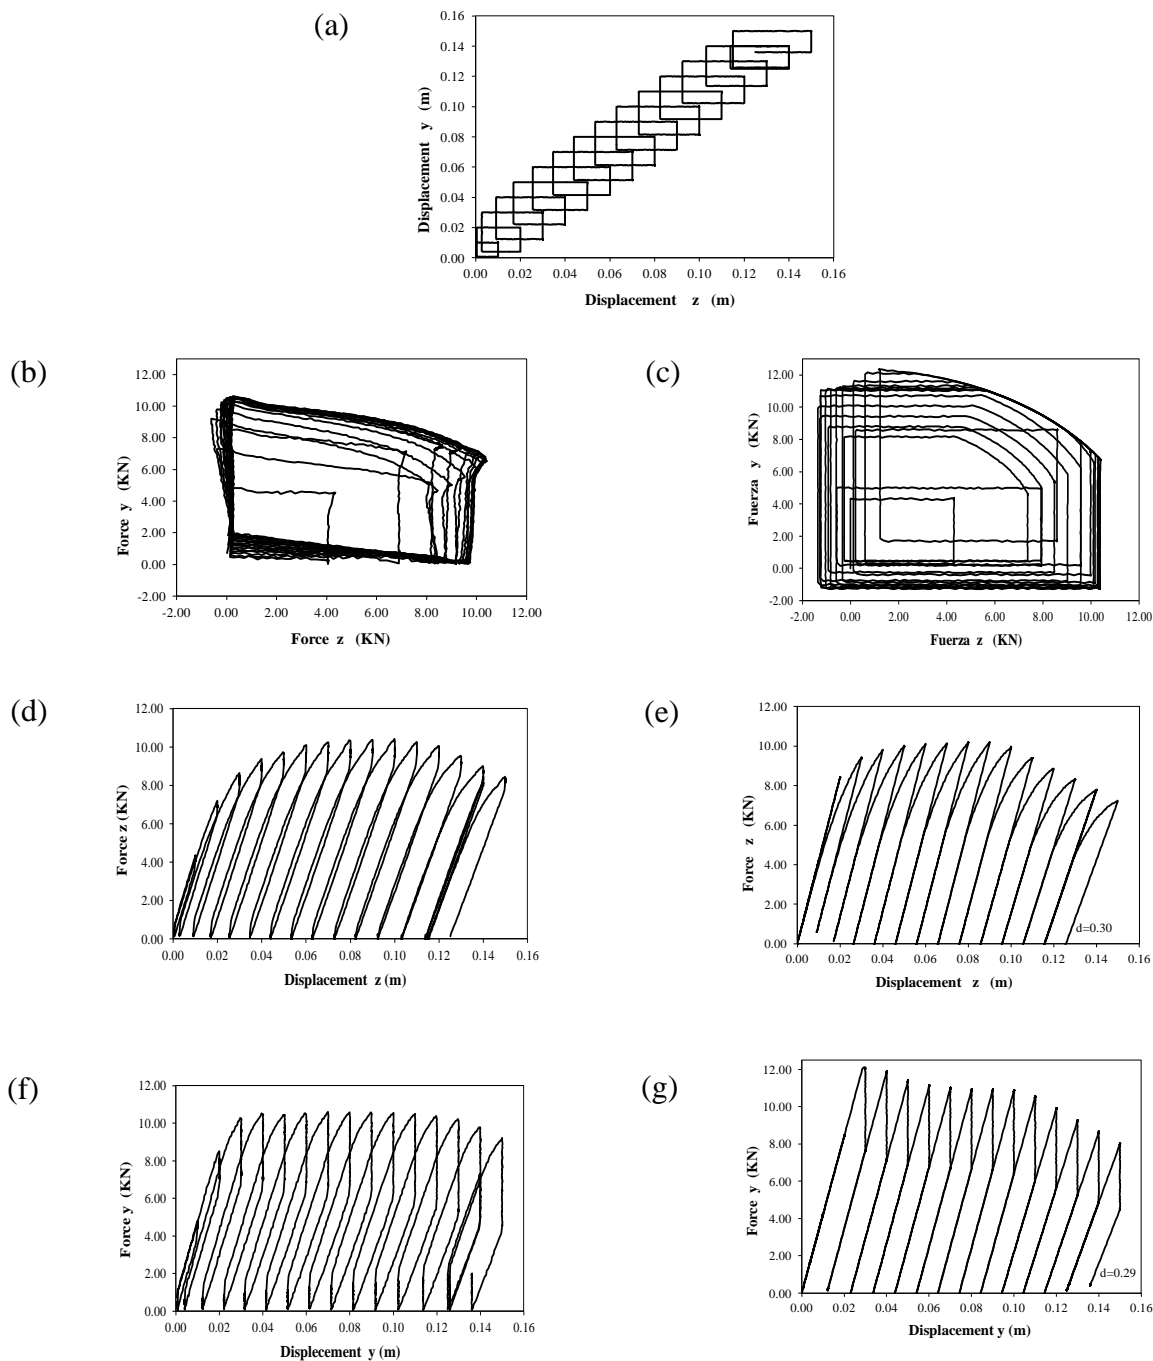 (a)
0.16
0.14
0.12
0.10
0.08
0.06
0.04
0.02
0.00
Displacement y (m)
0.00 0.02 0.04 0.06 0.08 0.10 0.12 0.14 0.16
Displacement z (m)
(b)
12.00
10.00
8.00
6.00
4.00
2.00
0.00
-2.00
Force y (KN)
-2.00 0.00 2.00 4.00 6.00 8.00 10.00 12.00
Force z (KN)
(c)
12.00
10.00
8.00
6.00
4.00
2.00
0.00
-2.00
Fuerza y (KN)
-2.00 0.00 2.00 4.00 6.00 8.00 10.00 12.00
Fuerza z (KN)
(d)
12.00
10.00
8.00
6.00
4.00
2.00
0.00
Force z (KN)
0.00 0.02 0.04 0.06 0.08 0.10 0.12 0.14 0.16
Displacement z (m)
(e)
12.00
10.00
8.00
6.00
4.00
2.00
0.00
Force z (KN)
d=0.30
0.00 0.02 0.04 0.06 0.08 0.10 0.12 0.14 0.16
Displacement z (m)
(f)
12.00
10.00
8.00
6.00
4.00
2.00
0.00
Force y (KN)
0.00 0.02 0.04 0.06 0.08 0.10 0.12 0.14 0.16
Displecement y (m)
(g)
12.00
10.00
8.00
6.00
4.00
2.00
0.00
Force y (KN)
d=0.29
0.00 0.02 0.04 0.06 0.08 0.10 0.12 0.14 0.16
Displacement y (m)